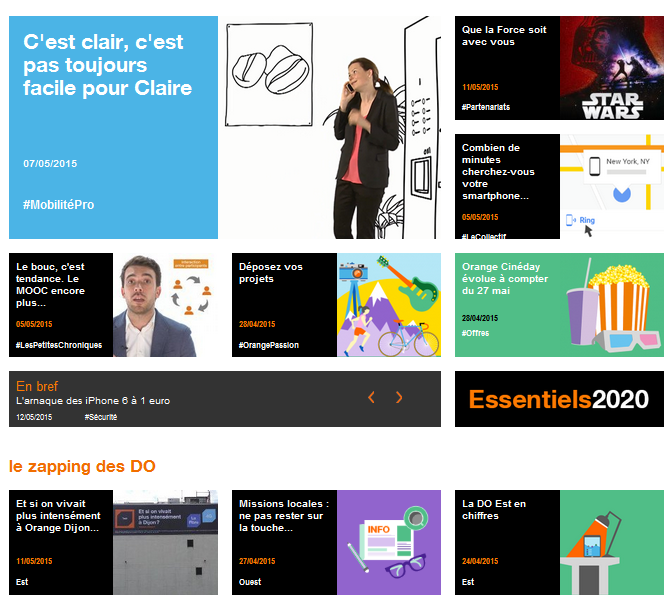 C'est clair, c'est
pas toujours
facile pour Claire
07/05/2015
#MobilitéPro
Que la Force soit
avec vous
11/05/2015
#Partenariats
STAR
WARS
Combien de
minutes
cherchez-vous
votre
smartphone...
05/05/2015
#LeCollectif
New York, NY
Ring
Le bouc, c'est
tendance. Le
MOOC encore
plus...
05/05/2015
#LesPetitesChroniques
Déposez vos
projets
28/04/2015
#OrangePassion
Orange Cinéday
évolue à compter
du 27 mai
28/04/2015
#Offres
En bref
L'arnaque des iPhone 6 à 1 euro
12/05/2015 #Sécurité
Essentiels2020
le zapping des DO
Et si on vivait
plus intensément
à Orange Dijon...
11/05/2015
Est
Et si on vivait
plus intensément
à Dijon?
Missions locales :
ne pas rester sur
la touche...
27/04/2015
Ouest
INFO
La DO Est en
chiffres
24/04/2015
Est